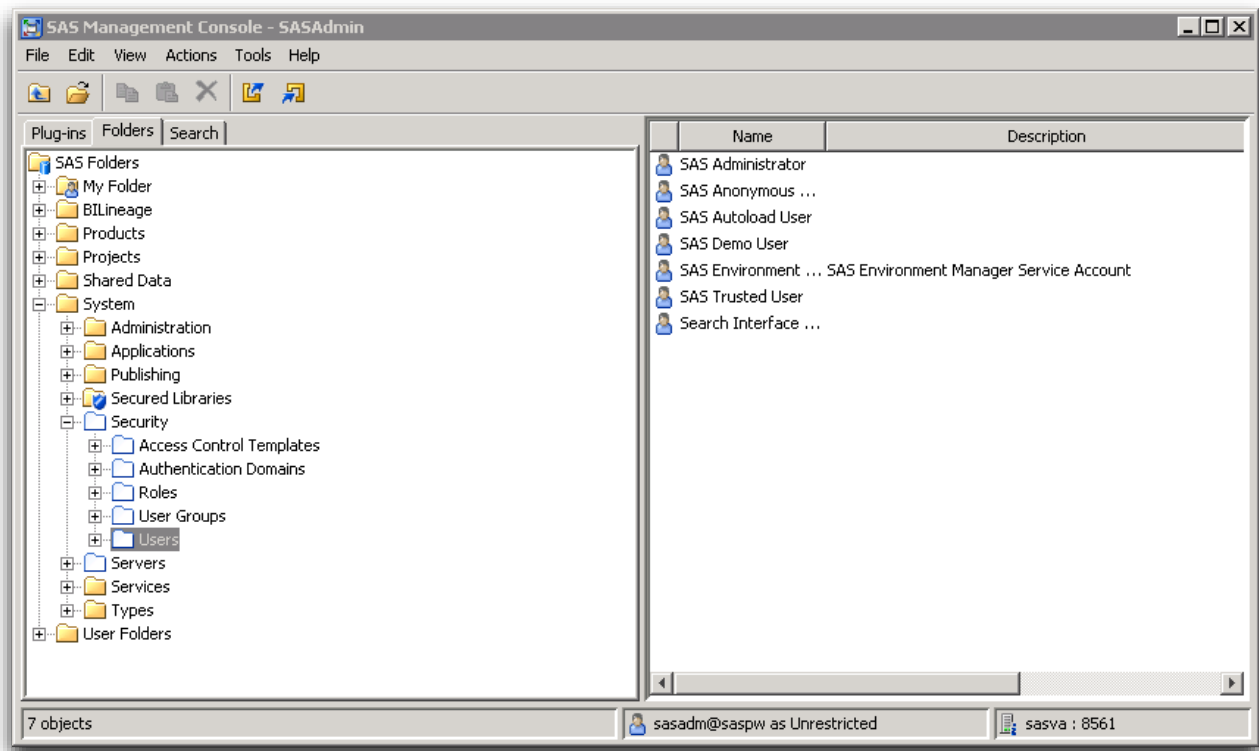 SAS Management Console - SASAdmin
File Edit View Actions Tools Help
Plug-ins Folders Search
SAS Folders
My Folder
BILineage
Products
Projects
Shared Data
System
Administration
Applications
Publishing
Secured Libraries
Security
Access Control Templates
Authentication Domains
Roles
User Groups
Users
Servers
Services
Types
User Folders
Name Description
SAS Administrator
SAS Anonymous ...
SAS Autoload User
SAS Demo User
SAS Environment ... SAS Environment Manager Service Account
SAS Trusted User
Search Interface ...
7 objects
sasadm@saspw as Unrestricted
sasva : 8561